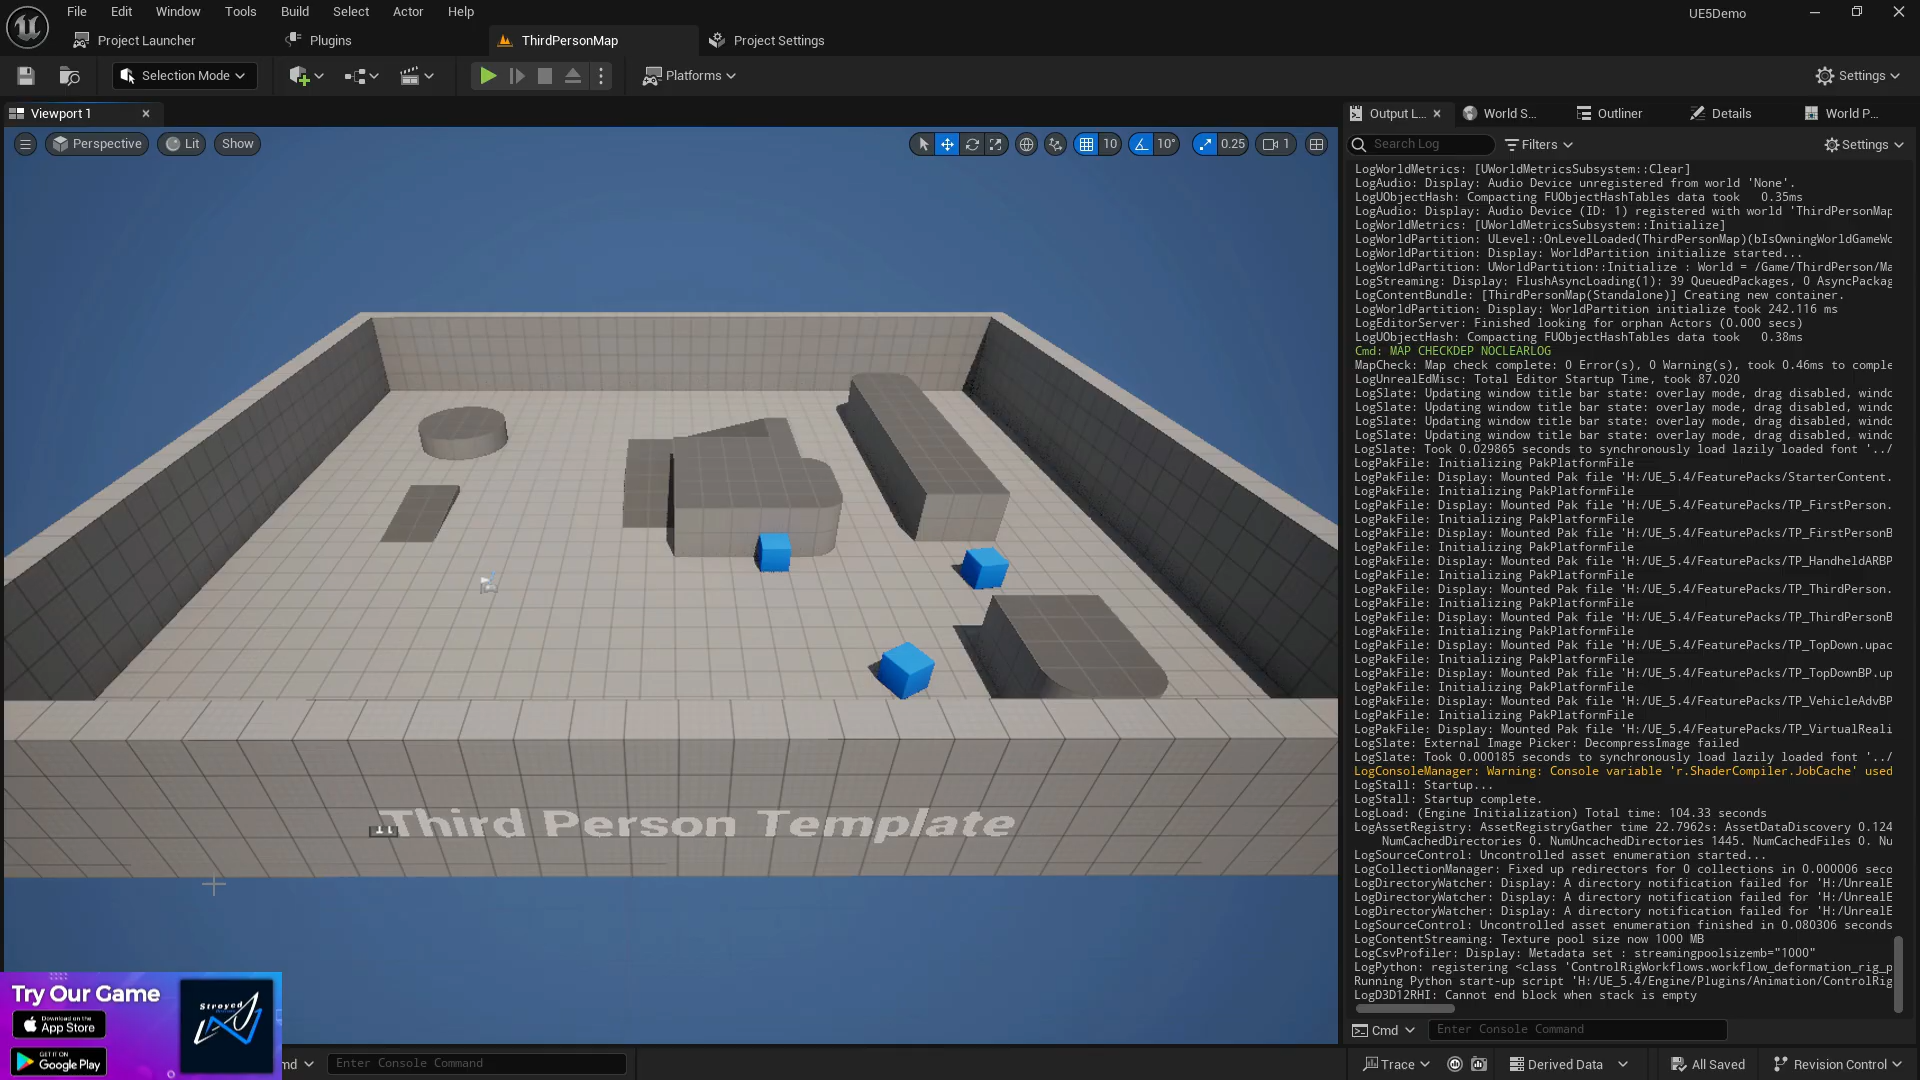 File Edit Window Tools Build Select Actor Help
UE5Demo
Project Launcher
Plugins
ThirdPersonMap
Project Settings
Selection Mode
Platforms
Settings
Viewport 1
Perspective
Lit
Show
10
10°
0.25
1
Output L...
World S...
Outliner
Details
World P...
Search Log
Filters
Settings
LogWorldMetrics: [UWorldMetricsSubsystem::Clear]
LogAudio: Display: Audio Device unregistered from world 'None'.
LogUObjectHash: Compacting FUObjectHashTables data took   0.35ms
LogAudio: Display: Audio Device (ID: 1) registered with world 'ThirdPersonMap
LogWorldMetrics: [UWorldMetricsSubsystem::Initialize]
LogWorldPartition: ULevel::OnLevelLoaded(ThirdPersonMap)(bIsOwningWorldGameWo
LogWorldPartition: Display: WorldPartition initialize started...
LogWorldPartition: UWorldPartition::Initialize : World = /Game/ThirdPerson/Ma
LogStreaming: Display: FlushAsyncLoading(1): 39 QueuedPackages, 0 AsyncPackag
LogContentBundle: [ThirdPersonMap(Standalone)] Creating new container.
LogWorldPartition: Display: WorldPartition initialize took 242.116 ms
LogEditorServer: Finished looking for orphan Actors (0.000 secs)
LogUObjectHash: Compacting FUObjectHashTables data took   0.38ms
Cmd: MAP CHECKDEP NOCLEARLOG
MapCheck: Map check complete: 0 Error(s), 0 Warning(s), took 0.46ms to comple
LogUnrealEdMisc: Total Editor Startup Time, took 87.020
LogSlate: Updating window title bar state: overlay mode, drag disabled, windo
LogSlate: Updating window title bar state: overlay mode, drag disabled, windo
LogSlate: Updating window title bar state: overlay mode, drag disabled, windo
LogSlate: Updating window title bar state: overlay mode, drag disabled, windo
LogSlate: Took 0.029865 seconds to synchronously load lazily loaded font '../
LogPakFile: Initializing PakPlatformFile
LogPakFile: Display: Mounted Pak file 'H:/UE_5.4/FeaturePacks/StarterContent.
LogPakFile: Initializing PakPlatformFile
LogPakFile: Display: Mounted Pak file 'H:/UE_5.4/FeaturePacks/TP_FirstPerson.
LogPakFile: Initializing PakPlatformFile
LogPakFile: Display: Mounted Pak file 'H:/UE_5.4/FeaturePacks/TP_FirstPersonB
LogPakFile: Initializing PakPlatformFile
LogPakFile: Display: Mounted Pak file 'H:/UE_5.4/FeaturePacks/TP_HandheldARBP
LogPakFile: Initializing PakPlatformFile
LogPakFile: Display: Mounted Pak file 'H:/UE_5.4/FeaturePacks/TP_ThirdPerson.
LogPakFile: Initializing PakPlatformFile
LogPakFile: Display: Mounted Pak file 'H:/UE_5.4/FeaturePacks/TP_ThirdPersonB
LogPakFile: Initializing PakPlatformFile
LogPakFile: Display: Mounted Pak file 'H:/UE_5.4/FeaturePacks/TP_TopDown.upac
LogPakFile: Initializing PakPlatformFile
LogPakFile: Display: Mounted Pak file 'H:/UE_5.4/FeaturePacks/TP_TopDownBP.up
LogPakFile: Initializing PakPlatformFile
LogPakFile: Display: Mounted Pak file 'H:/UE_5.4/FeaturePacks/TP_VehicleAdvBP
LogPakFile: Initializing PakPlatformFile
LogPakFile: Display: Mounted Pak file 'H:/UE_5.4/FeaturePacks/TP_VirtualReali
LogSlate: External Image Picker: DecompressImage failed
LogSlate: Took 0.000185 seconds to synchronously load lazily loaded font '../
LogConsoleManager: Warning: Console variable 'r.ShaderCompiler.JobCache' used
LogStall: Startup...
LogStall: Startup complete.
LogLoad: (Engine Initialization) Total time: 104.33 seconds
LogAssetRegistry: AssetRegistryGather time 22.7962s: AssetDataDiscovery 0.124
NumCachedDirectories 0. NumUncachedDirectories 1445. NumCachedFiles 0. Nu
LogSourceControl: Uncontrolled asset enumeration started...
LogCollectionManager: Fixed up redirectors for 0 collections in 0.000006 seco
LogDirectoryWatcher: Display: A directory notification failed for 'H:/UnrealE
LogDirectoryWatcher: Display: A directory notification failed for 'H:/UnrealE
LogDirectoryWatcher: Display: A directory notification failed for 'H:/UnrealE
LogSourceControl: Uncontrolled asset enumeration finished in 0.080306 seconds
LogContentStreaming: Texture pool size now 1000 MB
LogCsvProfiler: Display: Metadata set : streamingpoolsizemb="1000"
LogPython: registering <class 'ControlRigWorkflows.workflow_deformation_rig_p
Running Python start-up script 'H:/UE_5.4/Engine/Plugins/Animation/ControlRig
LogD3D12RHI: Cannot end block when stack is empty
Cmd
Enter Console Command
Third Person Template
Try Our Game
Download on the
App Store
GET IT ON
Google Play
Stroyed
md
Enter Console Command
Trace
Derived Data
All Saved
Revision Control